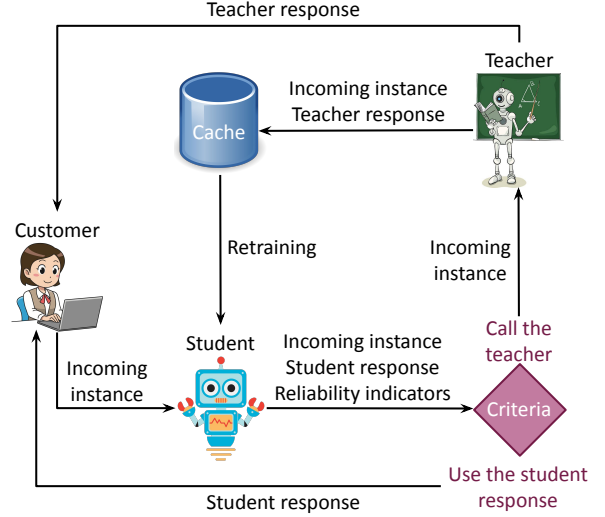 Teacher response
Teacher
Incoming instance
Teacher response
Cache
Customer
Retraining
Incoming
instance
Call the
teacher
Student
Incoming instance
Student response
Reliability indicators
Incoming
instance
Criteria
Use the student
response
Student response